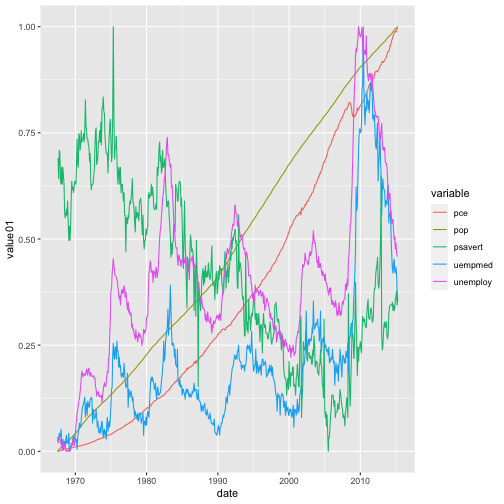 1.00
0.75
0.50
0.25
0.00
value01
1970
1980
1990
2000
2010
date
variable
pce
pop
psavert
uempmed
unemploy